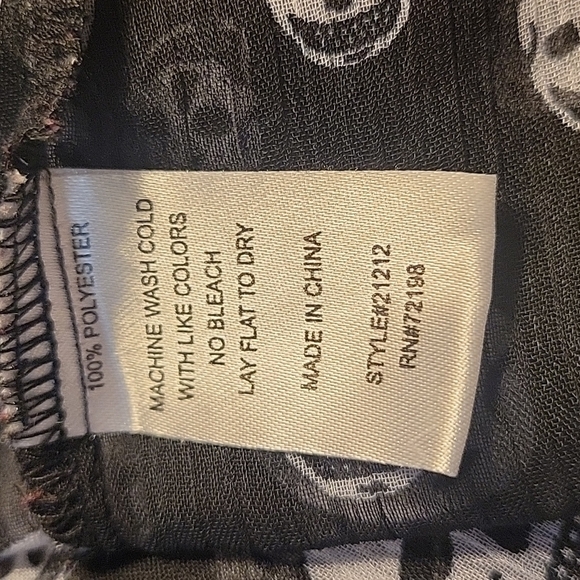 100% POLYESTER
MACHINE WASH COLD
WITH LIKE COLORS
NO BLEACH
LAY FLAT TO DRY
MADE IN CHINA
STYLE#21212
RN#72198